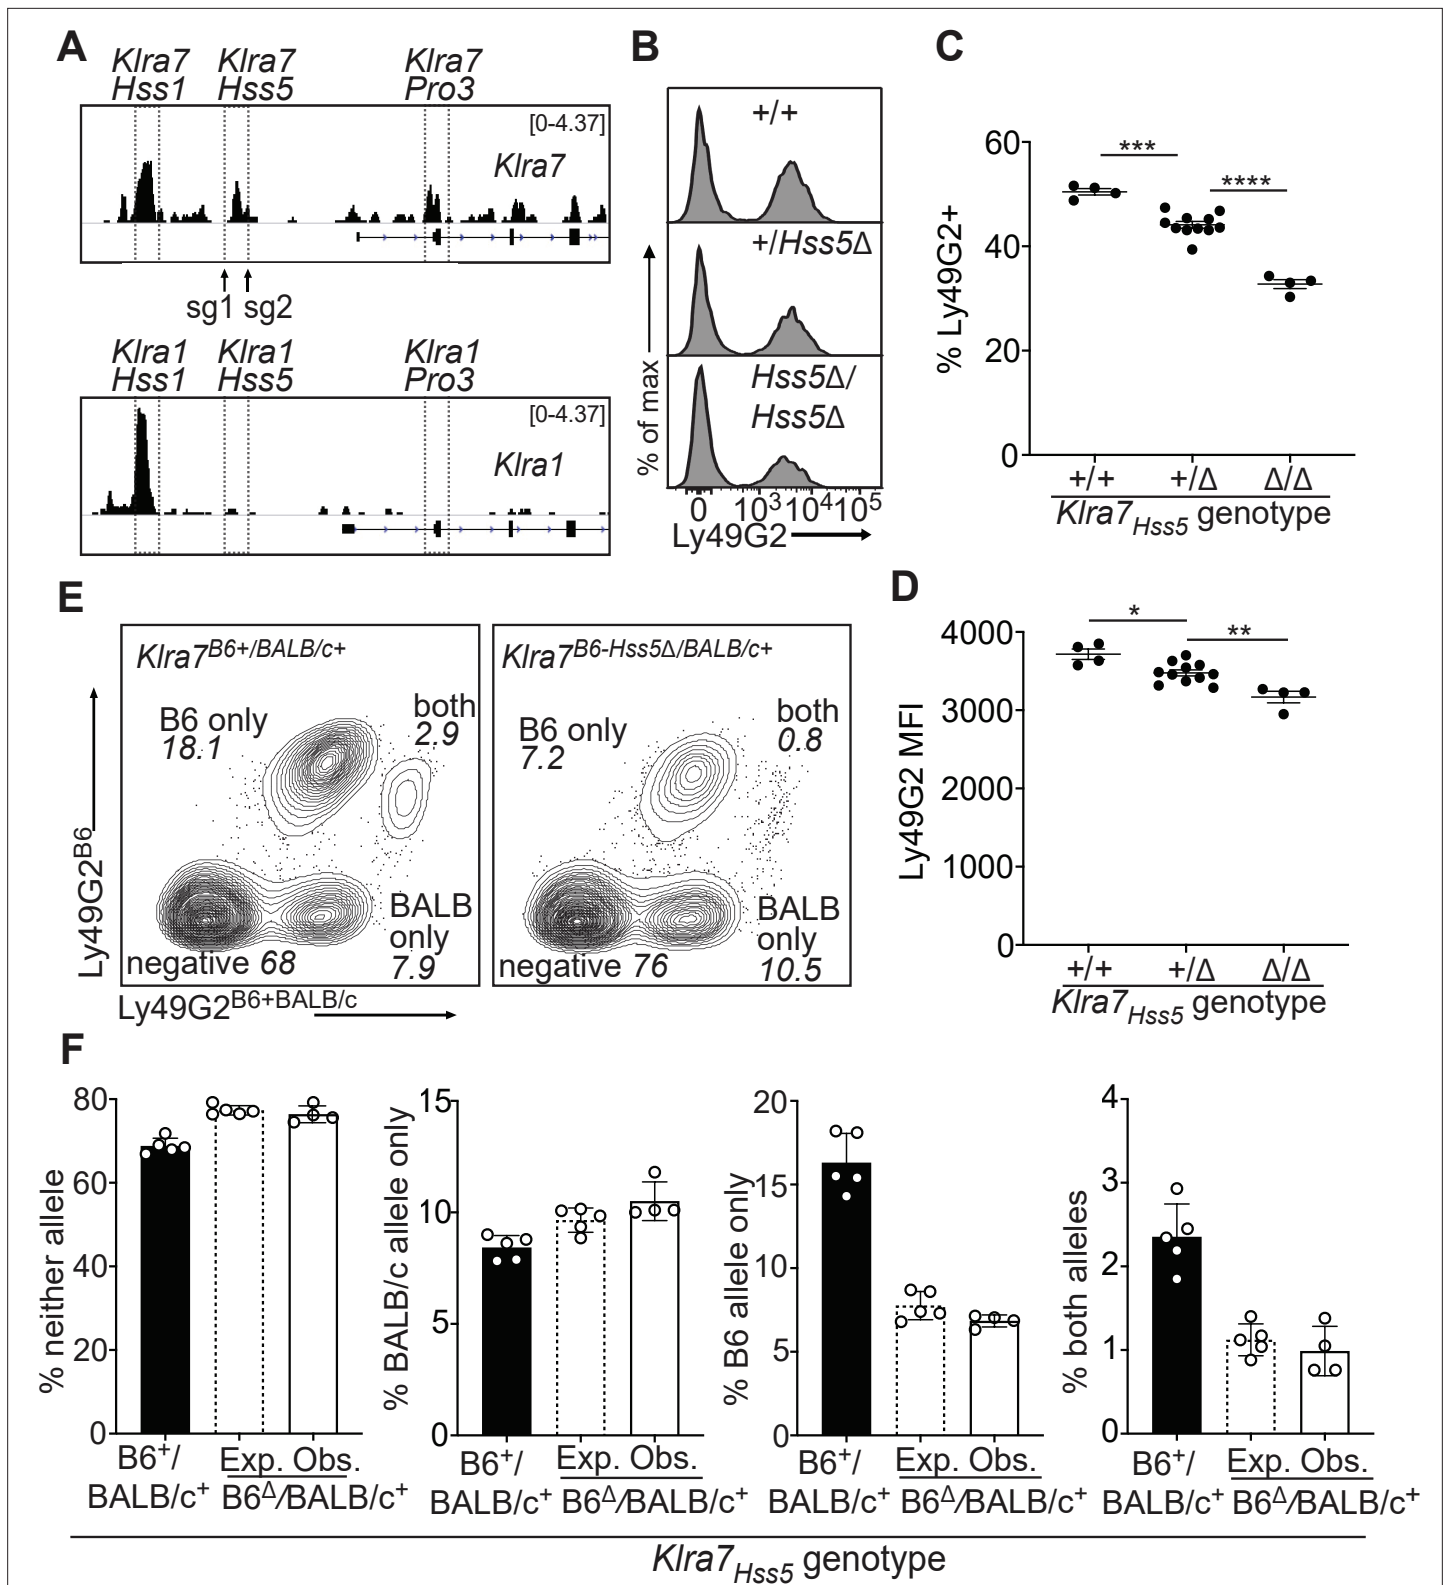 A
Klra7 Klra7 Klra7
Hss1 Hss5 Pro3
[0-4.37]
Klra7
sg1 sg2
Klra1 Klra1 Klra1
Hss1 Hss5 Pro3
[0-4.37]
Klra1
B
+/+
+/Hss5Δ
Hss5Δ/
Hss5Δ
% of max
0 10³ 10⁴ 10⁵
Ly49G2
C
% Ly49G2+
60
40
20
0
***
****
+/+ +/Δ Δ/Δ
Klra7Hss5 genotype
D
Ly49G2 MFI
4000
3000
2000
1000
0
*
**
+/+ +/Δ Δ/Δ
Klra7Hss5 genotype
E
Klra7B6+/BALB/c+
B6 only
18.1
both
2.9
BALB
only
7.9
negative 68
Klra7B6-Hss5Δ/BALB/c+
B6 only
7.2
both
0.8
BALB
only
10.5
negative 76
Ly49G2B6
Ly49G2B6+BALB/c
F
% neither allele
80
60
40
20
0
B6⁺/
BALB/c⁺
Exp. Obs.
B6Δ/BALB/c⁺
% BALB/c allele only
15
10
5
0
B6⁺/
BALB/c⁺
Exp. Obs.
B6Δ/BALB/c⁺
% B6 allele only
20
15
10
5
0
B6⁺/
BALB/c⁺
Exp. Obs.
B6Δ/BALB/c⁺
% both alleles
4
3
2
1
0
B6⁺/
BALB/c⁺
Exp. Obs.
B6Δ/BALB/c⁺
Klra7Hss5 genotype